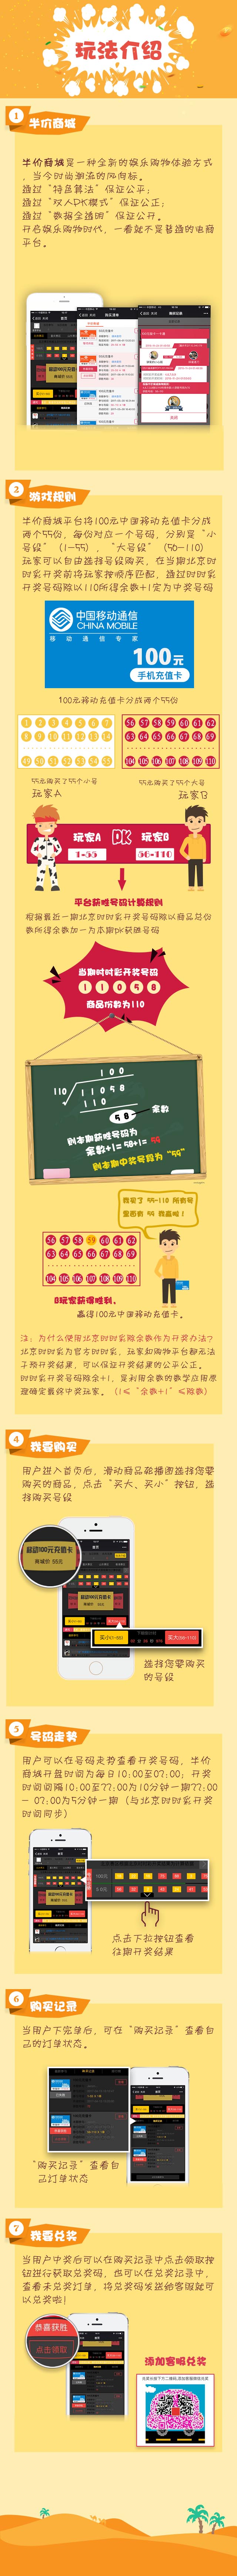 玩法介绍
1
半价商城
半价商城是一种全新的娱乐购物体验方式
，当今时尚潮流的风向标。
通过“特色算法”保证公平；
通过“双人PK模式”保证公正；
通过“数据全透明”保证公开。
开启娱乐购物时代，一看就不是普通的电商
平台。
2
游戏规则
半价商城平台将100元中国移动充值卡分成
两个55份，每份对应一个号码，分别是“小
号段”（1-55），“大号段”（56-110）
玩家可以自由选择号段购买，在当期北京时
时彩开奖前将玩家按顺序匹配，通过时时彩
开奖号码除以110所得余数+1定为中奖号码
中国移动通信
CHINA MOBILE
移 动 通 信 专 家
100元
手机充值卡
100元移动充值卡分成两个55份
1 2 3 4 5 6 7
8 9 10 11 12 13 14
49 50 51 52 53 54 55
56 57 58 59 60 61 62
63 64 65 66 67 68 69
104 105 106 107 108 109 110
55元购买了55个小号
玩家A
55元购买了55个大号
玩家B
玩家A
PK
玩家B
1-55
56-110
平台获胜号码计算规则
根据最近一期北京时时彩开奖号码除以商品总份
数所得余数加一为本期PK获胜号码
当期时时彩开奖号码
1 1 0 5 8
商品份数为110
1 0 0
110
1 1 0 5 8
1 1 0
5 8
余数
则本期获胜号码为
余数+1=58+1=59
则本期中奖号码为“59”
我买了 55-110 所有号
里面有 59 我赢啦！
56 57 58 59 60 61 62
63 64 65 66 67 68 69
104 105 106 107 108 109 110
B玩家获得胜利，
赢得100元中国移动充值卡。
注：为什么使用北京时时彩除余数作为开奖办法？
北京时时彩为官方时时彩，玩家和购物平台都无法
干预开奖结果，可以保证开奖结果的公平公正。
时时彩开奖号码除余+1，是利用余数的数学应用原
理确定最终中奖玩家。（1≤“余数+1”≤除数）
4
我要购买
用户进入首页后，滑动商品轮播图选择您要
购买的商品，点击“买大、买小”按钮，选
择购买号段
移动100元充值卡
商城价 55元
买小(1-55)
买大(56-110)
选择您要购买
的号段
5
号码走势
用户可以在号码走势查看开奖号码，半价
商城开盘时间为每日10:00至02:00；开奖
时间间隔10:00至22:00为10分钟一期22:00
- 02:00为5分钟一期（与北京时时彩开奖
时间同步）
点击下拉按钮查看
往期开奖结果
6
购买记录
当用户下完单后，可在“购买记录”查看自
己的订单状态。
“购买记录”查看自
己订单状态
7
我要兑奖
当用户中奖后可以在购买记录中点击领取按
钮进行获取兑奖码，也可以在兑奖记录中，
查看未兑奖订单，将兑奖码发送给客服就可
以兑奖啦！
恭喜获胜
点击领取
添加客服兑奖